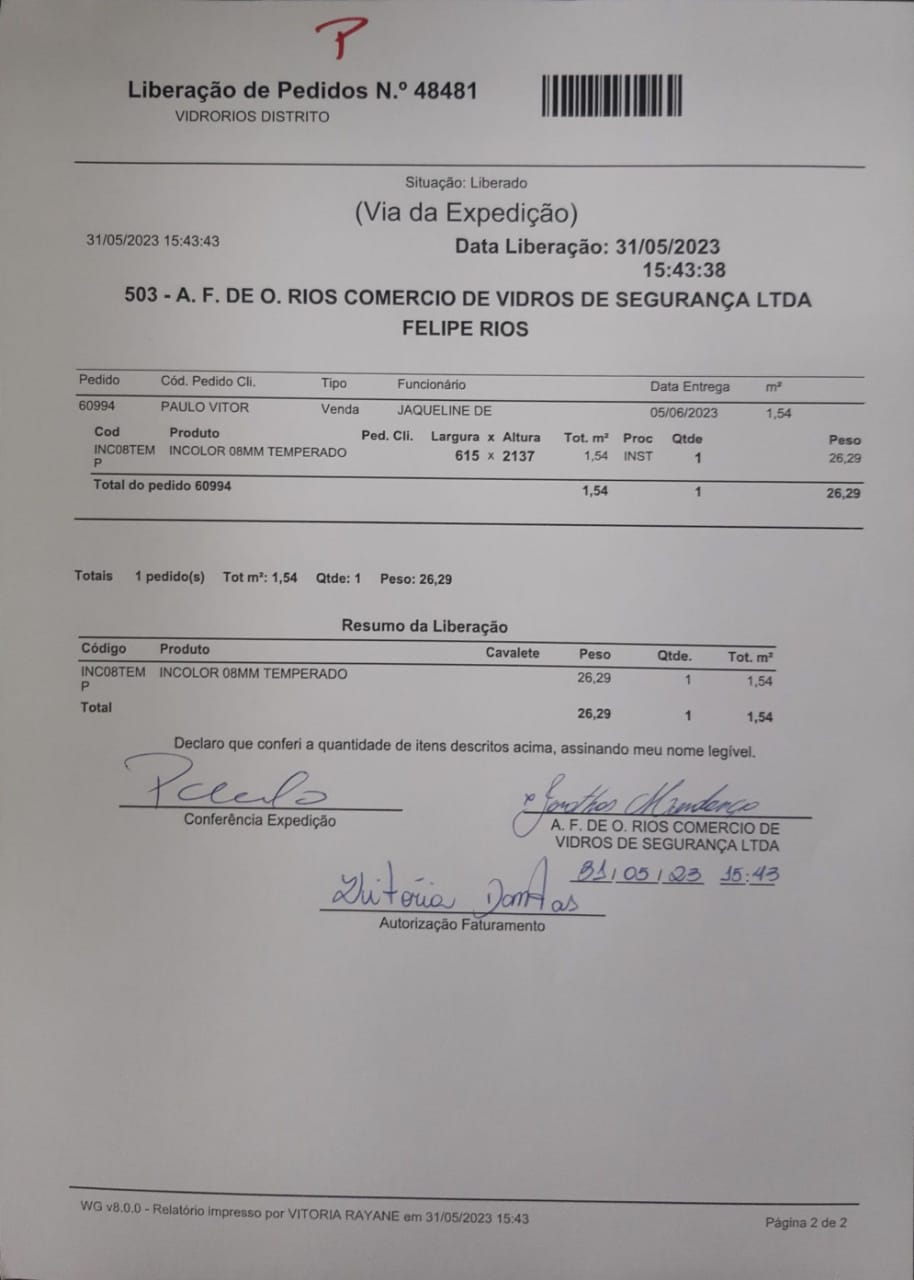 P
Liberação de Pedidos N.º 48481
VIDRORIOS DISTRITO
Situação: Liberado
(Via da Expedição)
31/05/2023 15:43:43
Data Liberação: 31/05/2023
15:43:38
503 - A. F. DE O. RIOS COMERCIO DE VIDROS DE SEGURANÇA LTDA
FELIPE RIOS
Pedido Cód. Pedido Cli. Tipo Funcionário Data Entrega m²
60994 PAULO VITOR Venda JAQUELINE DE 05/06/2023 1,54
Cod Produto Ped. Cli. Largura x Altura Tot. m² Proc Qtde Peso
INC08TEM INCOLOR 08MM TEMPERADO 615 x 2137 1,54 INST 1 26,29
P
Total do pedido 60994 1,54 1 26,29
Totais 1 pedido(s) Tot m²: 1,54 Qtde: 1 Peso: 26,29
Resumo da Liberação
Código Produto Cavalete Peso Qtde. Tot. m²
INC08TEM INCOLOR 08MM TEMPERADO 26,29 1 1,54
P
Total 26,29 1 1,54
Declaro que conferi a quantidade de itens descritos acima, assinando meu nome legível.
Paulo
Conferência Expedição
x Mendonça
A. F. DE O. RIOS COMERCIO DE
VIDROS DE SEGURANÇA LTDA
31/05/23 15:43
Vitória Dantas
Autorização Faturamento
WG v8.0.0 - Relatório impresso por VITORIA RAYANE em 31/05/2023 15:43
Página 2 de 2